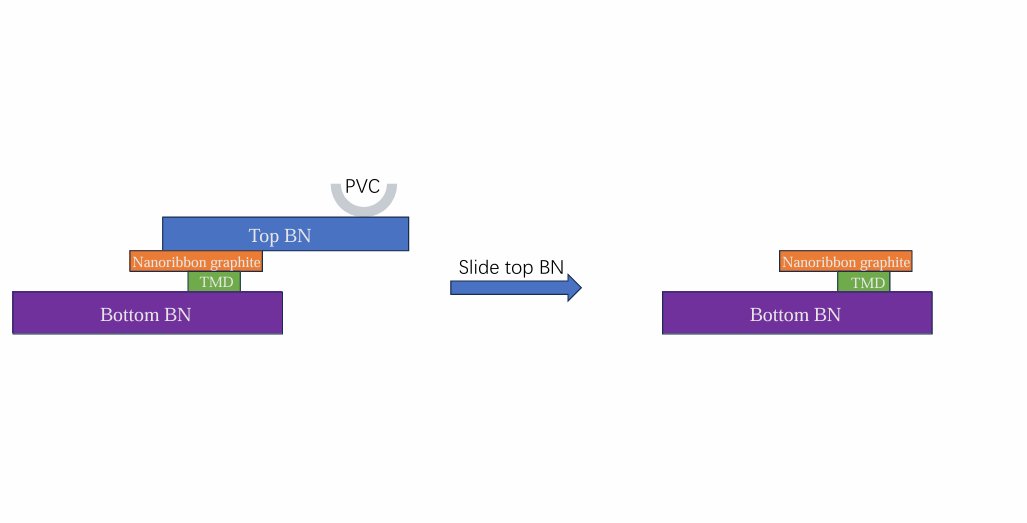 PVC
Top BN
Nanoribbon graphite
TMD
Bottom BN
Slide top BN
Nanoribbon graphite
TMD
Bottom BN